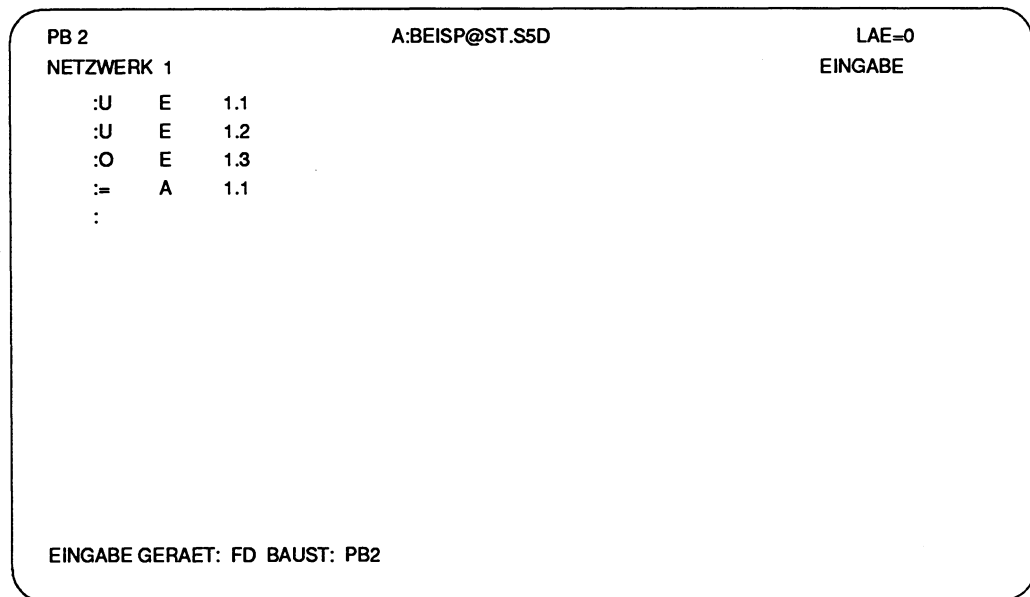 PB 2 A:BEISP@ST.S5D LAE=0
NETZWERK 1 EINGABE
:U E 1.1
:U E 1.2
:O E 1.3
:= A 1.1
:
EINGABE GERAET: FD BAUST: PB2